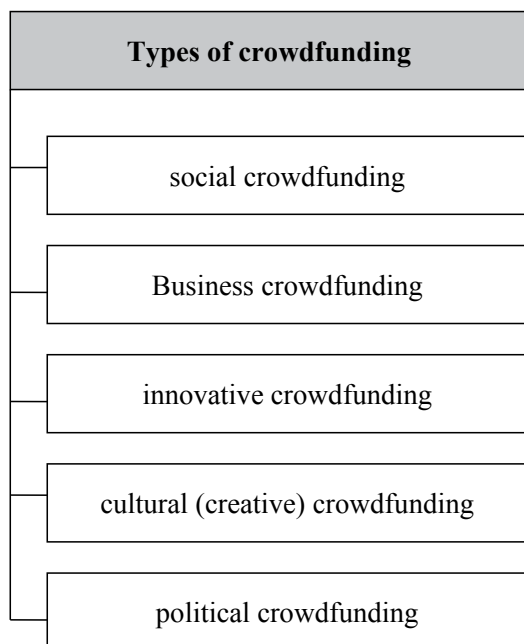 Types of crowdfunding
social crowdfunding
Business crowdfunding
innovative crowdfunding
cultural (creative) crowdfunding
political crowdfunding